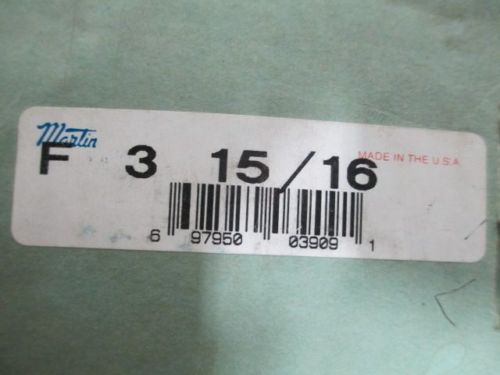 Martin
F 3 15/16 MADE IN THE U.S.A
6 97950 03909 1